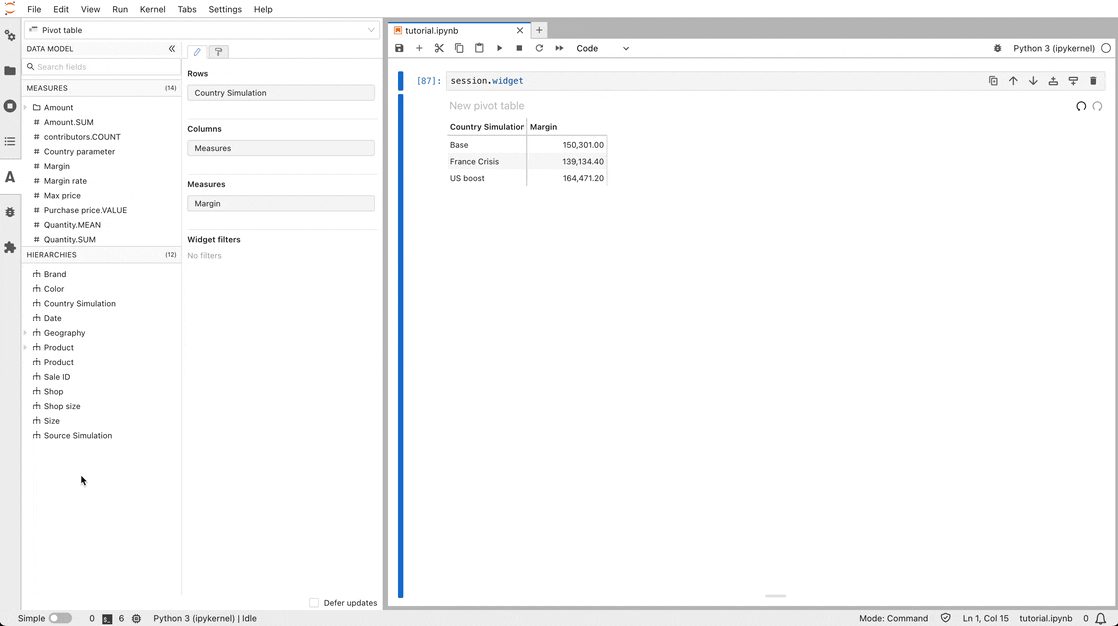 File Edit View Run Kernel Tabs Settings Help
Pivot table
DATA MODEL
Search fields
MEASURES (14)
Amount
# Amount.SUM
# contributors.COUNT
# Country parameter
# Margin
# Margin rate
# Max price
# Purchase price.VALUE
# Quantity.MEAN
# Quantity.SUM
HIERARCHIES (12)
Brand
Color
Country Simulation
Date
Geography
Product
Product
Sale ID
Shop
Shop size
Size
Source Simulation
Rows
Country Simulation
Columns
Measures
Measures
Margin
Widget filters
No filters
Defer updates
tutorial.ipynb
Code
Python 3 (ipykernel)
[87]: session.widget
New pivot table
Country Simulation Margin
Base 150,301.00
France Crisis 139,134.40
US boost 164,471.20
Simple 0 6 Python 3 (ipykernel) | Idle Mode: Command Ln 1, Col 15 tutorial.ipynb 0